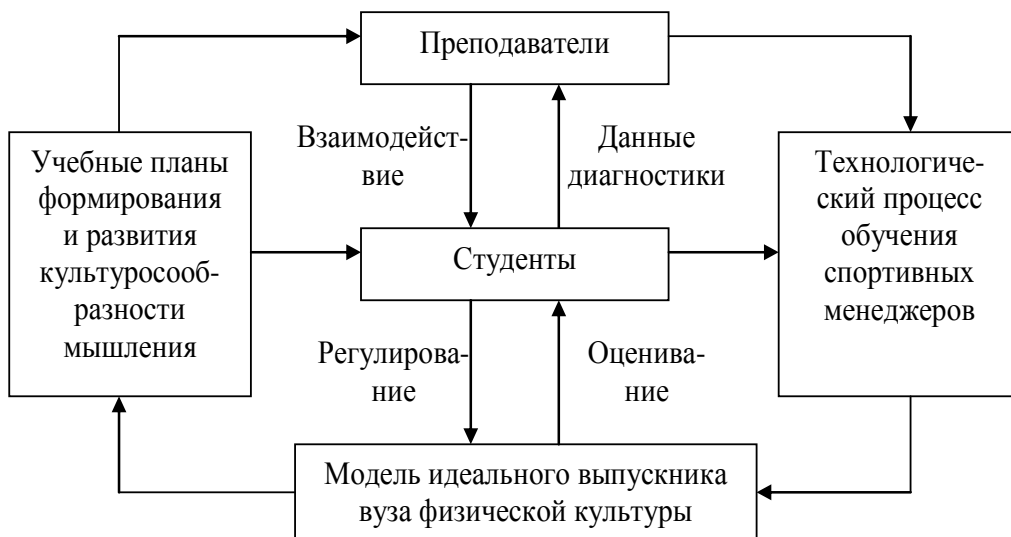 Преподаватели
Взаимодейст-
вие
Данные
диагностики
Учебные планы
формирования
и развития
культуросооб-
разности
мышления
Студенты
Технологиче-
ский процесс
обучения
спортивных
менеджеров
Регулирова-
ние
Оценива-
ние
Модель идеального выпускника
вуза физической культуры